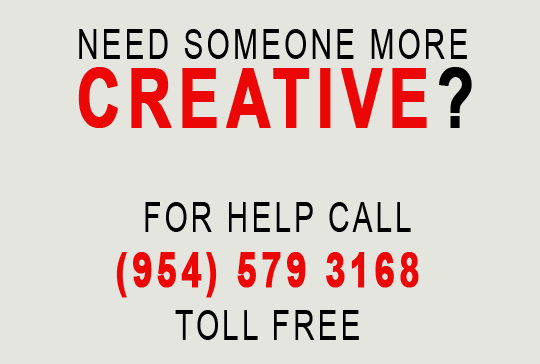 NEED SOMEONE MORE
CREATIVE?
FOR HELP CALL
(954) 579 3168
TOLL FREE